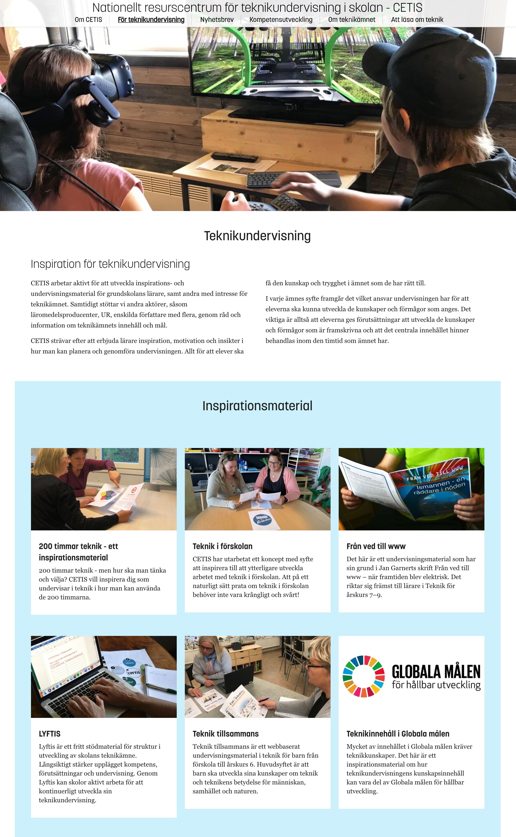 Nationellt resurscentrum för teknikundervisning i skolan - CETIS
Om CETIS För teknikundervisning Nyhetsbrev Kompetensutveckling Om teknikämnet Att läsa om teknik
Teknikundervisning
Inspiration för teknikundervisning
CETIS arbetar aktivt för att utveckla inspirations- och
undervisningsmaterial för grundskolans lärare, samt andra med intresse för
teknikämnet. Samtidigt stöttar vi andra aktörer, såsom
läromedelsproducenter, UR, enskilda författare med flera, genom råd och
information om teknikämnets innehåll och mål.
CETIS strävar efter att erbjuda lärare inspiration, motivation och insikter i
hur man kan planera och genomföra undervisningen. Allt för att elever ska
få den kunskap och trygghet i ämnet som de har rätt till.
I varje ämnes syfte framgår det vilket ansvar undervisningen har för att
eleverna ska kunna utveckla de kunskaper och förmågor som anges. Det
viktiga är alltså att eleverna ges förutsättningar att utveckla de kunskaper
och förmågor som är framskrivna och att det centrala innehållet hinner
behandlas inom den timtid som ämnet har.
Inspirationsmaterial
200 timmar teknik - ett
inspirationsmaterial
200 timmar teknik - men hur ska man tänka
och välja? CETIS vill inspirera dig som
undervisar i teknik i hur man kan använda
de 200 timmarna.
Teknik i förskolan
CETIS har utarbetat ett koncept med syfte
att inspirera till att ytterligare utveckla
arbetet med teknik i förskolan. Att på ett
naturligt sätt prata om teknik i förskolan
behöver inte vara krångligt och svårt!
FRÅN VED TILL WWW
Ismannen - en
räddare i nöden
Från ved till www
Det här är ett undervisningsmaterial som har
sin grund i Jan Garnerts skrift Från ved till
www – när framtiden blev elektrisk. Det
riktar sig främst till lärare i Teknik för
årskurs 7–9.
LYFTIS
Lyftis är ett fritt stödmaterial för struktur i
utveckling av skolans teknikämne.
Långsiktigt stärker upplägget kompetens,
förutsättningar och undervisning. Genom
Lyftis kan skolor aktivt arbeta för att
kontinuerligt utveckla sin
teknikundervisning.
Teknik tillsammans
Teknik tillsammans är ett webbaserat
undervisningsmaterial i teknik för barn från
förskola till årskurs 6. Huvudsyftet är att
barn ska utveckla sina kunskaper om teknik
och teknikens betydelse för människan,
samhället och naturen.
GLOBALA MÅLEN
för hållbar utveckling
Teknikinnehåll i Globala målen
Mycket av innehållet i Globala målen kräver
teknikkunskaper. Det här är ett
inspirationsmaterial om hur
teknikundervisningens kunskapsinnehåll
kan vara del av Globala målen för hållbar
utveckling.